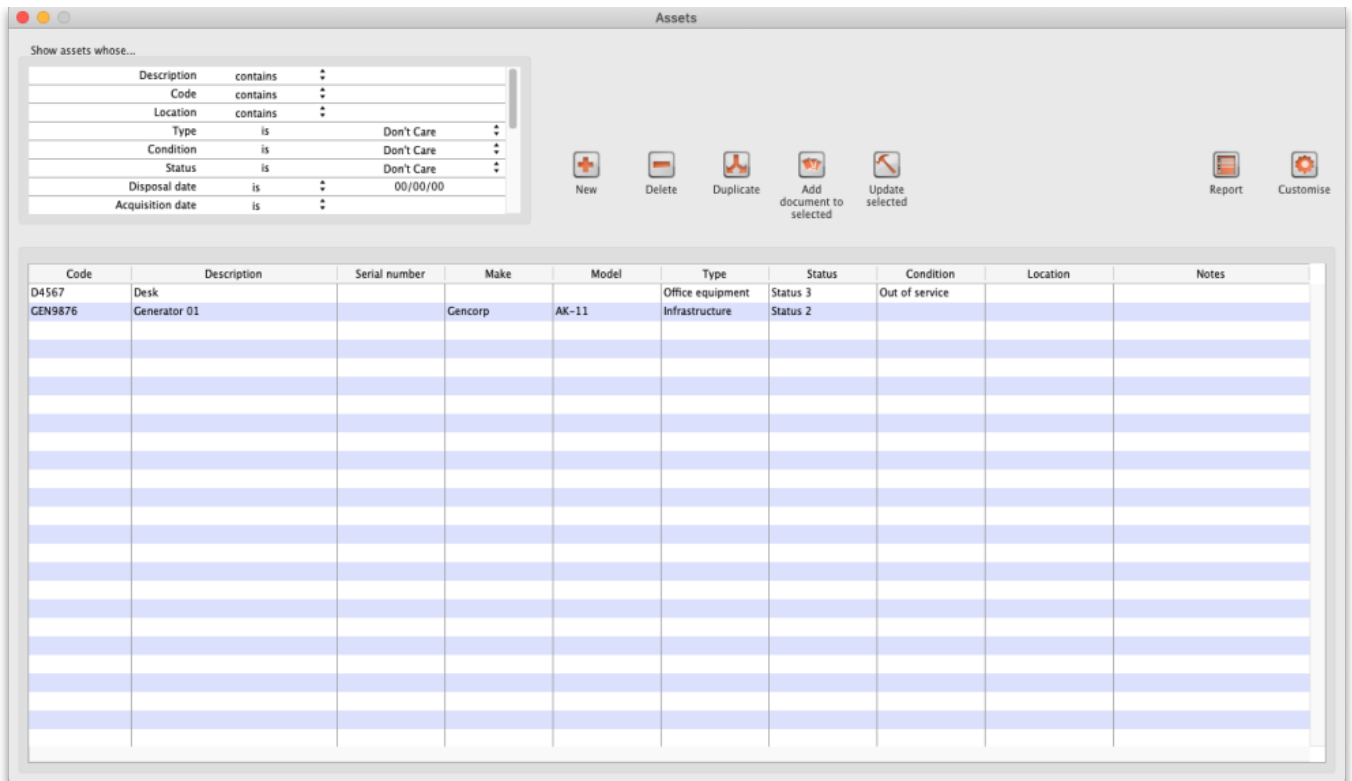 Assets
Show assets whose...
Description contains
Code contains
Location contains
Type is Don't Care
Condition is Don't Care
Status is Don't Care
Disposal date is 00/00/00
Acquisition date is
New Delete Duplicate Add document to selected Update selected Report Customise
Code Description Serial number Make Model Type Status Condition Location Notes
D4567 Desk Office equipment Status 3 Out of service
GEN9876 Generator 01 Gencorp AK-11 Infrastructure Status 2